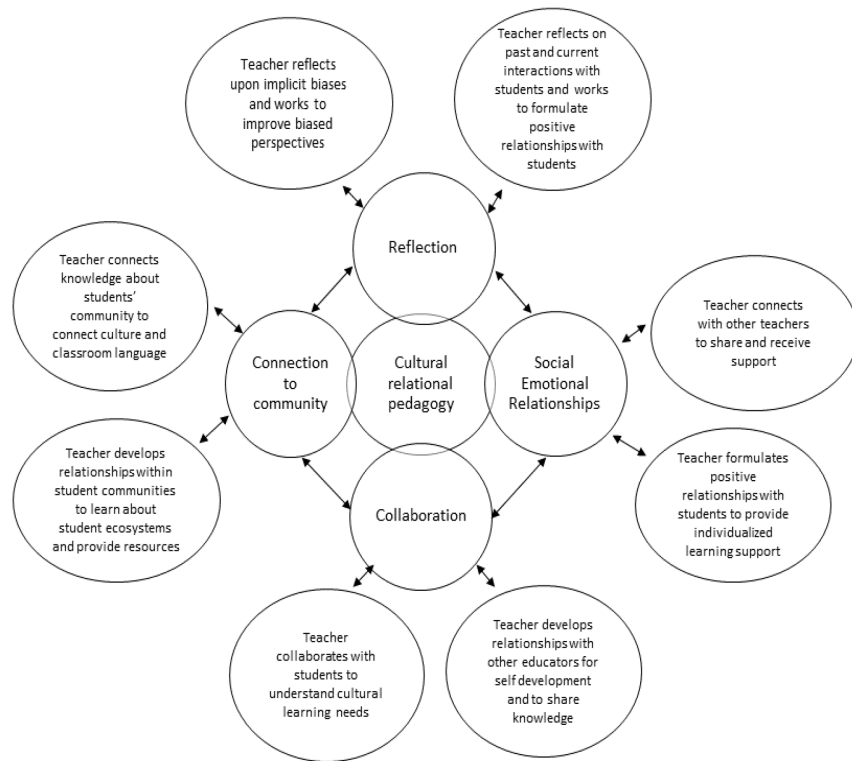 Teacher reflects
upon implicit biases
and works to
improve biased
perspectives
Teacher reflects on
past and current
interactions with
students and works
to formulate
positive
relationships with
students
Reflection
Teacher connects
knowledge about
students’
community to
connect culture and
classroom language
Teacher connects
with other teachers
to share and receive
support
Connection
to
community
Cultural
relational
pedagogy
Social
Emotional
Relationships
Teacher develops
relationships within
student communities
to learn about
student ecosystems
and provide resources
Teacher formulates
positive
relationships with
students to provide
individualized
learning support
Collaboration
Teacher
collaborates with
students to
understand cultural
learning needs
Teacher develops
relationships with
other educators for
self development
and to share
knowledge